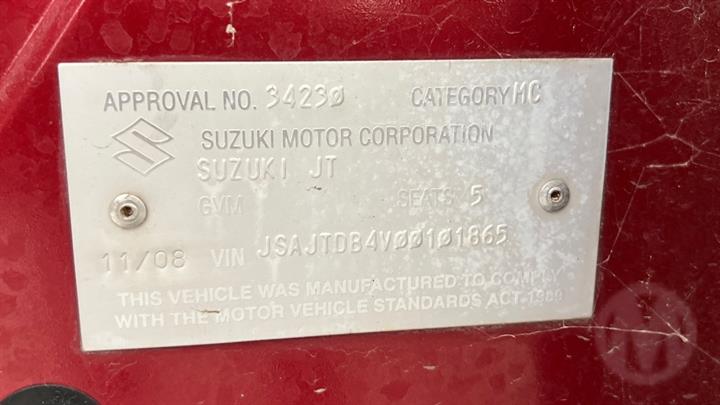 APPROVAL NO. 34230 CATEGORY MC
SUZUKI MOTOR CORPORATION
SUZUKI JT
GVM SEATS 5
11/08 VIN JSAJTDB4V00101865
THIS VEHICLE WAS MANUFACTURED TO COMPLY
WITH THE MOTOR VEHICLE STANDARDS ACT 1989
M